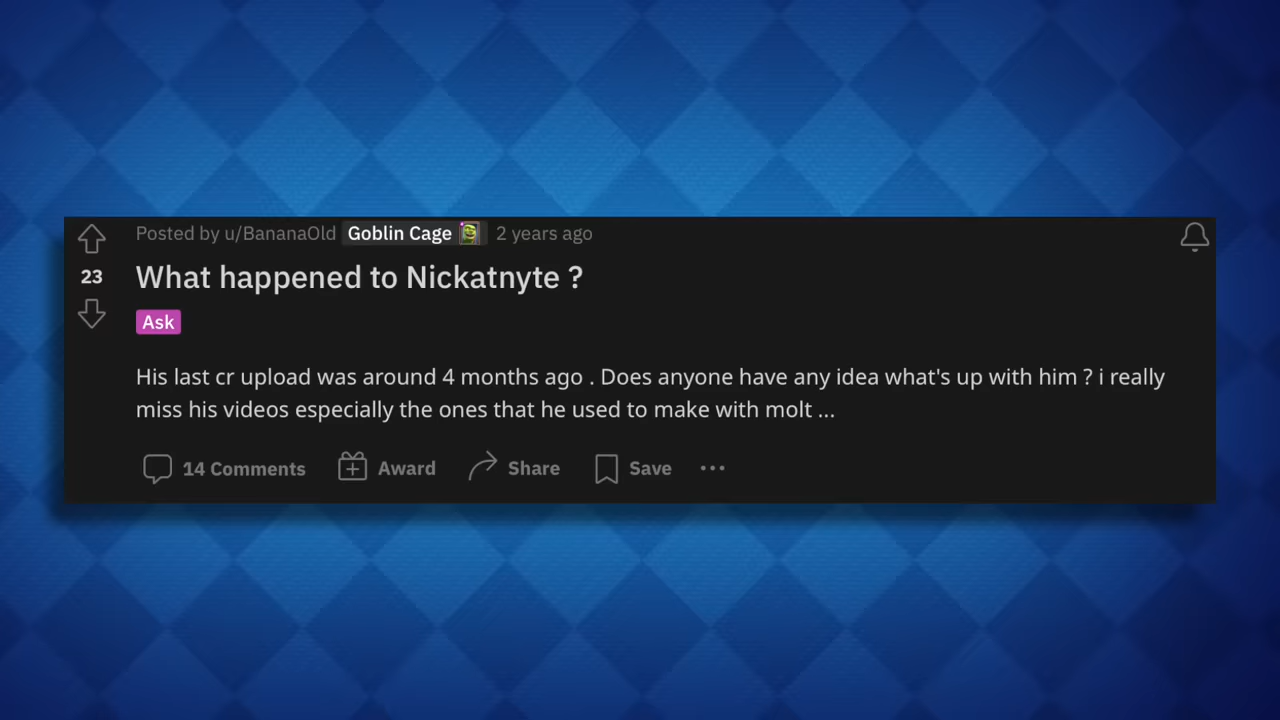 Posted by u/BananaOld Goblin Cage 2 years ago
23
What happened to Nickatnyte ?
Ask
His last cr upload was around 4 months ago . Does anyone have any idea what's up with him ? i really
miss his videos especially the ones that he used to make with molt ...
14 Comments Award Share Save